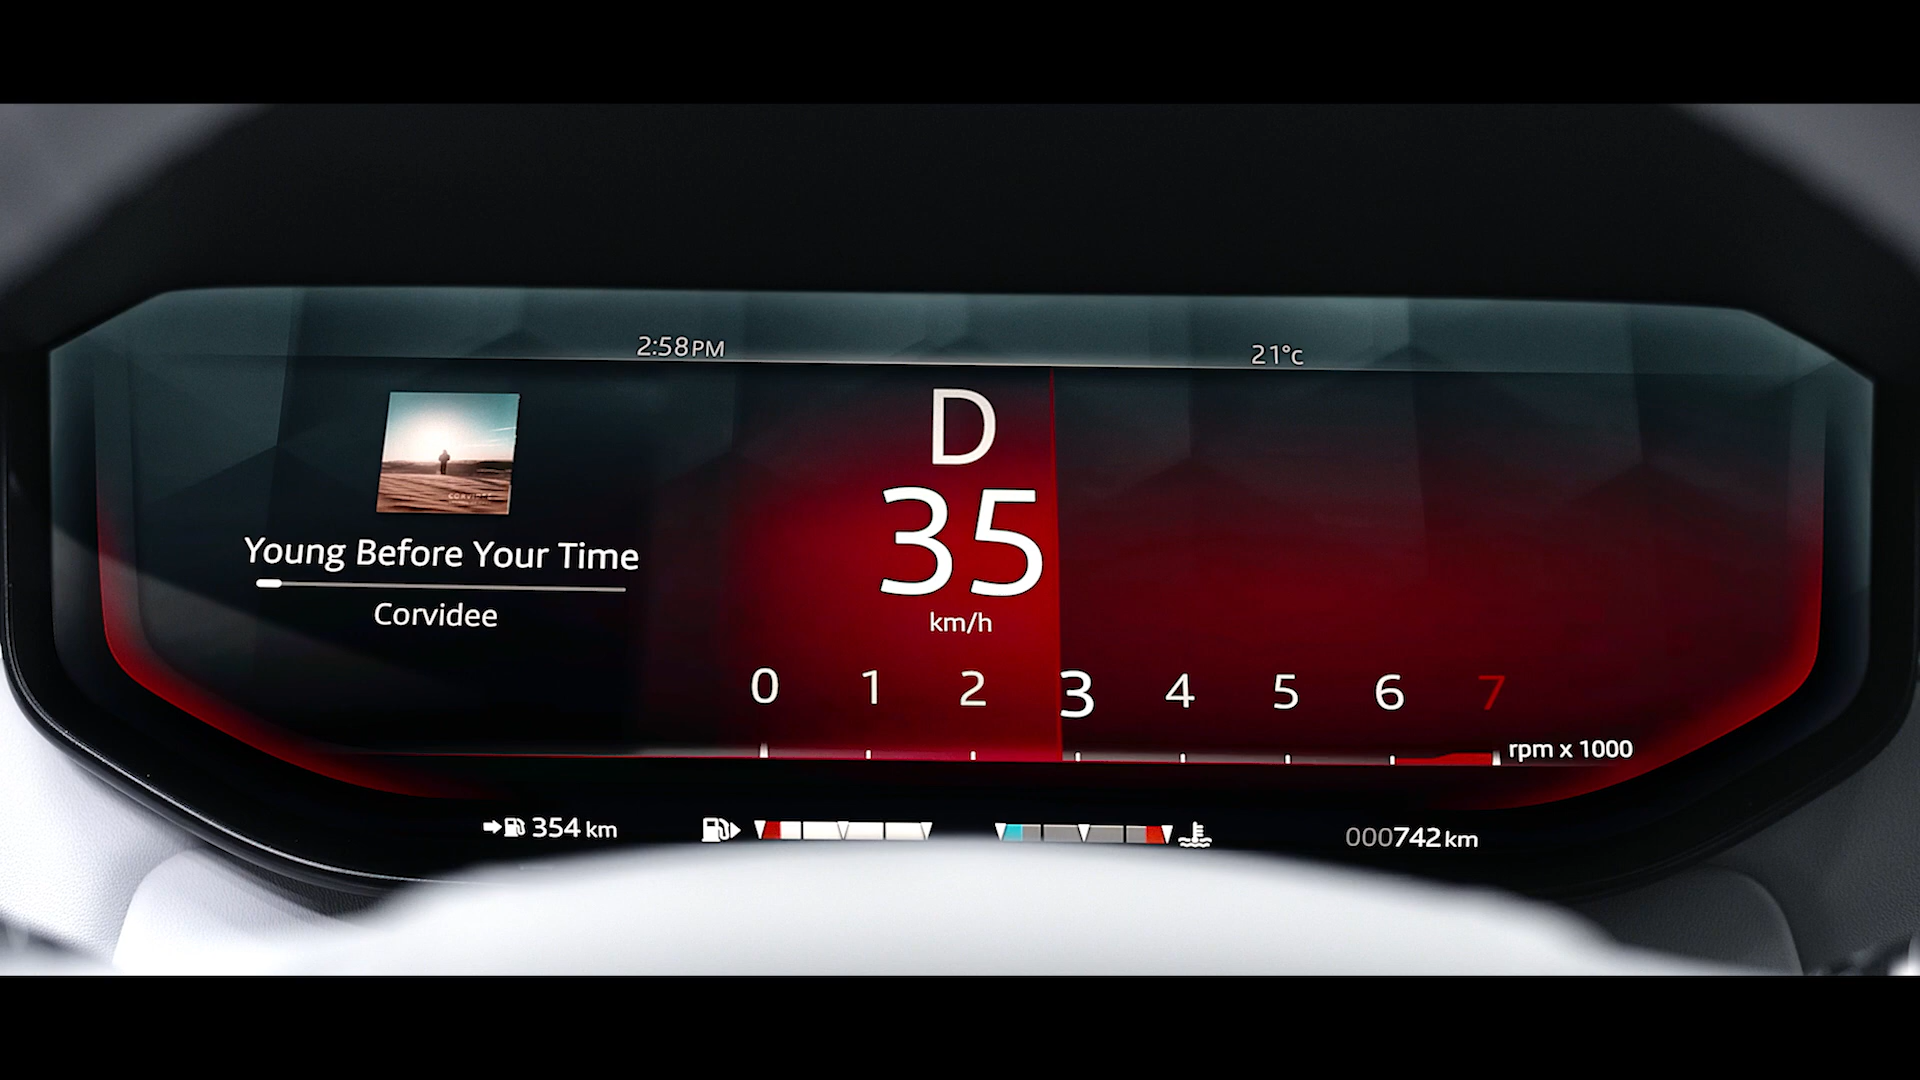 2:58PM
21°C
D
35
km/h
Young Before Your Time
Corvidee
0 1 2 3 4 5 6 7
rpm x 1000
354 km
000742km